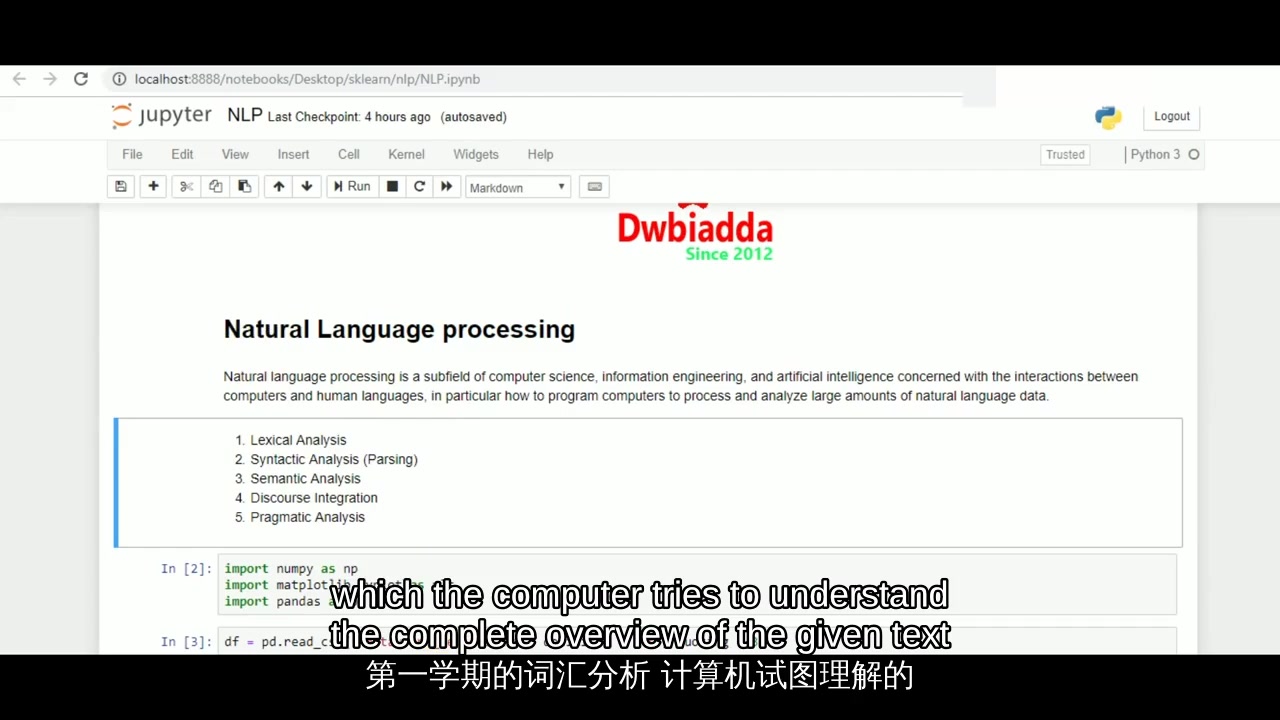 localhost:8888/notebooks/Desktop/sklearn/nlp/NLP.ipynb
jupyter NLP Last Checkpoint: 4 hours ago (autosaved)
Logout
File Edit View Insert Cell Kernel Widgets Help
Trusted
Python 3
Run
Markdown
Dwbiadda
Since 2012
Natural Language processing
Natural language processing is a subfield of computer science, information engineering, and artificial intelligence concerned with the interactions between
computers and human languages, in particular how to program computers to process and analyze large amounts of natural language data.
1. Lexical Analysis
2. Syntactic Analysis (Parsing)
3. Semantic Analysis
4. Discourse Integration
5. Pragmatic Analysis
In [2]: import numpy as np
import
import pandas
In [3]: df =
which the computer tries to understand
the complete overview of the given text
第一学期的词汇分析 计算机试图理解的